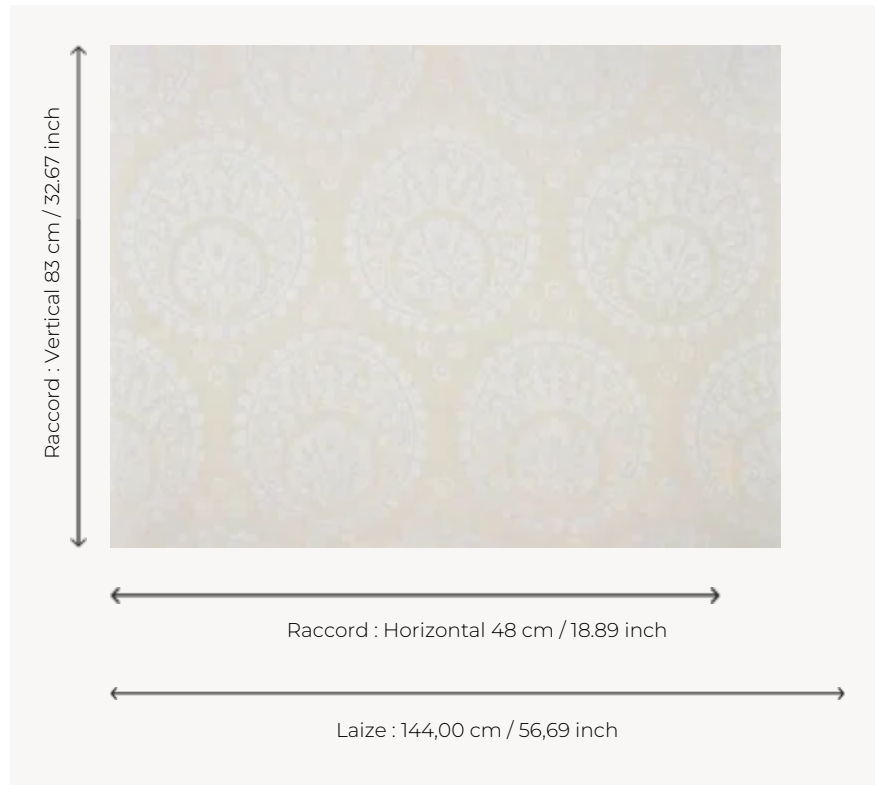 Raccord : Vertical 83 cm / 32.67 inch
Raccord : Horizontal 48 cm / 18.89 inch
Laize : 144,00 cm / 56,69 inch